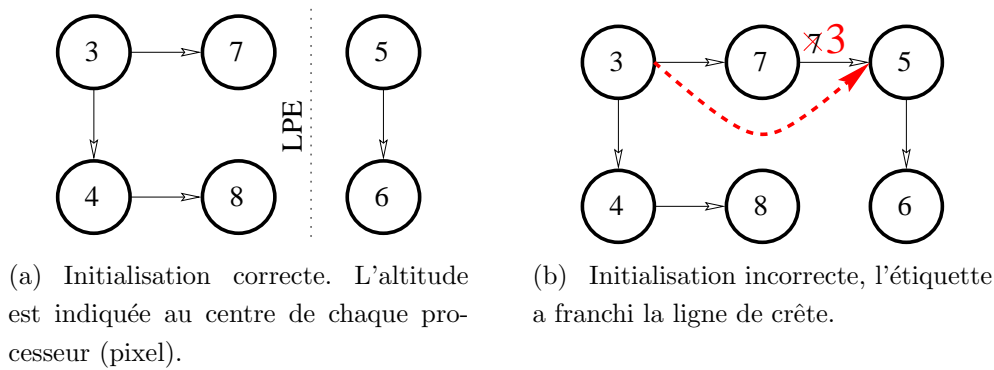 3 7 5
LPE
4 8 6
(a) Initialisation correcte. L'altitude
est indiquée au centre de chaque pro-
cesseur (pixel).
7 3
3 7 5
4 8 6
(b) Initialisation incorrecte, l'étiquette
a franchi la ligne de crête.